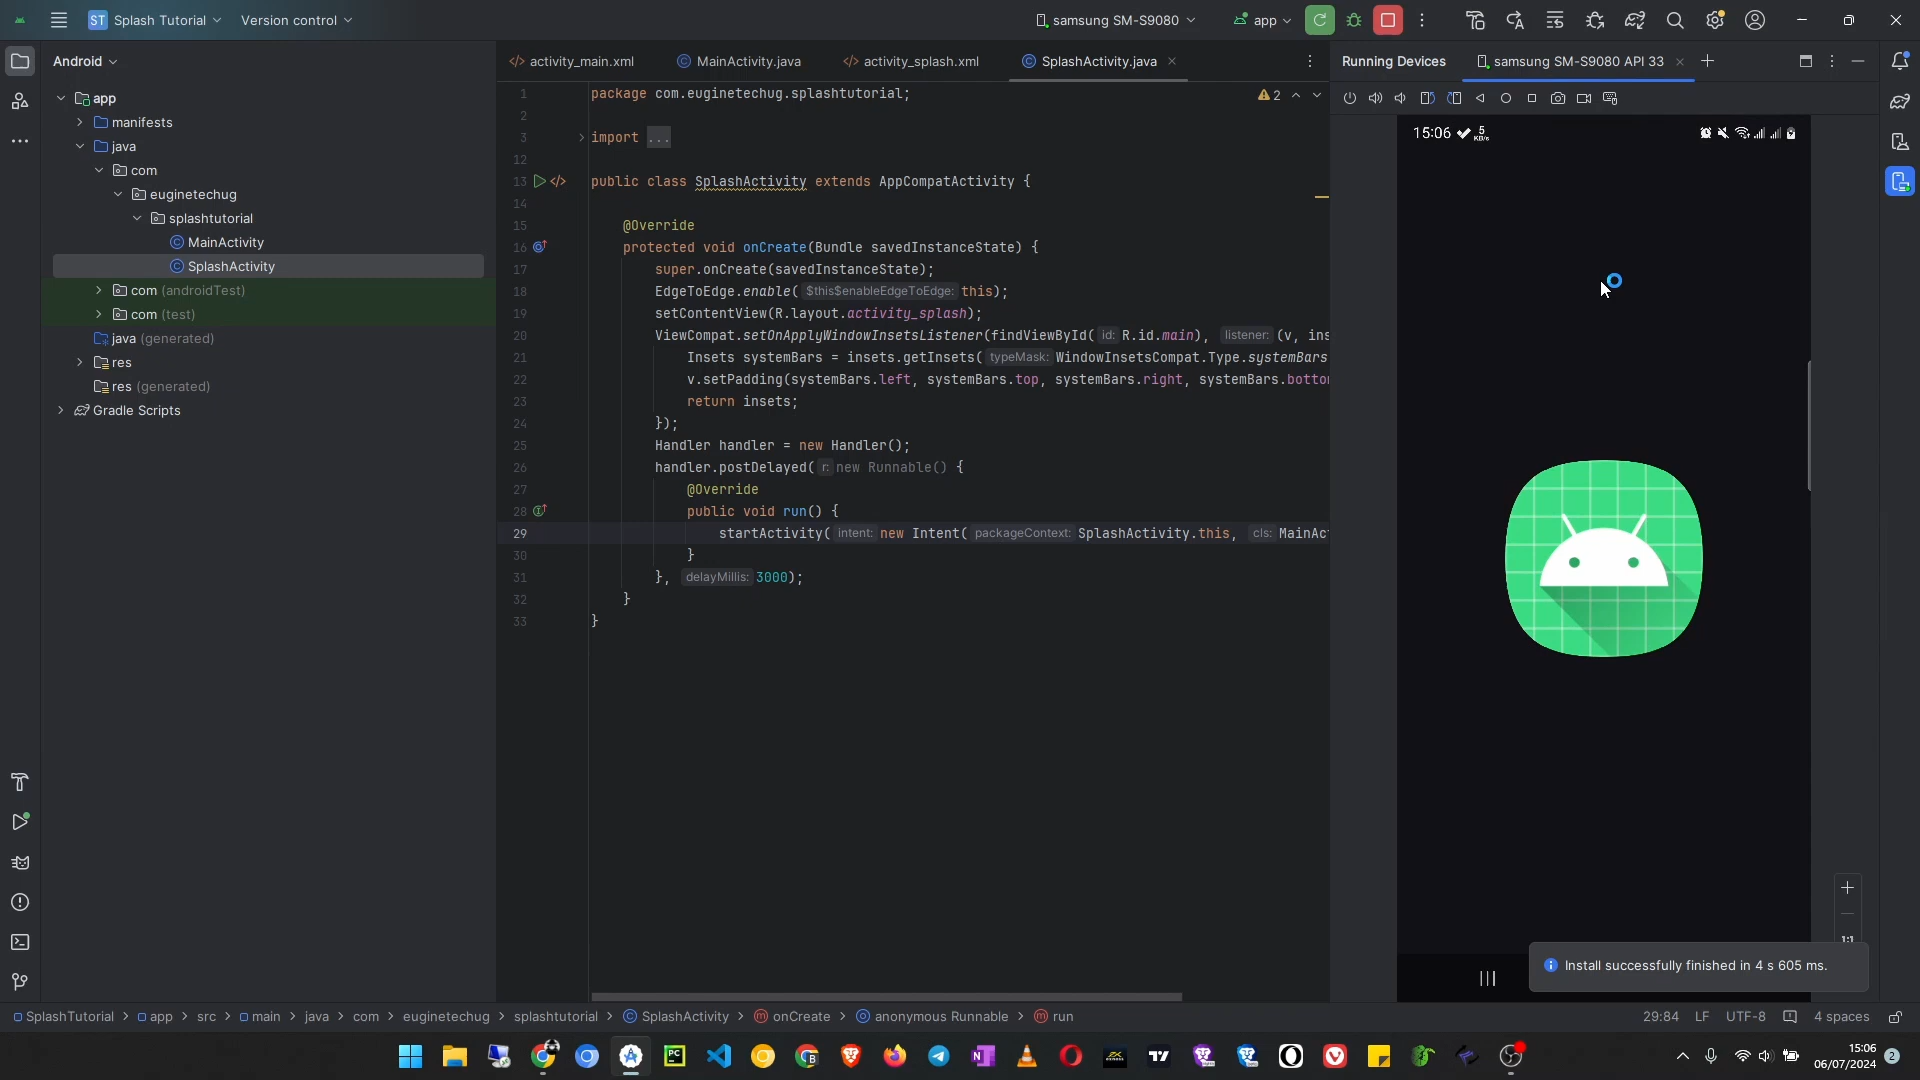 ST Splash Tutorial Version control samsung SM-S9080 app
Android activity_main.xml MainActivity.java activity_splash.xml SplashActivity.java Running Devices samsung SM-S9080 API 33
app
manifests
java
com
euginetechug
splashtutorial
MainActivity
SplashActivity
com (androidTest)
com (test)
java (generated)
res
res (generated)
Gradle Scripts
1 package com.euginetechug.splashtutorial; 2
2
3 import ...
12
13 public class SplashActivity extends AppCompatActivity {
14
15 @Override
16 protected void onCreate(Bundle savedInstanceState) {
17 super.onCreate(savedInstanceState);
18 EdgeToEdge.enable( $this$enableEdgeToEdge: this);
19 setContentView(R.layout.activity_splash);
20 ViewCompat.setOnApplyWindowInsetsListener(findViewById( id: R.id.main), listener: (v, ins
21 Insets systemBars = insets.getInsets( typeMask: WindowInsetsCompat.Type.systemBars
22 v.setPadding(systemBars.left, systemBars.top, systemBars.right, systemBars.botto
23 return insets;
24 });
25 Handler handler = new Handler();
26 handler.postDelayed( r: new Runnable() {
27 @Override
28 public void run() {
29 startActivity( intent: new Intent( packageContext: SplashActivity.this, cls: MainAc
30 }
31 }, delayMillis: 3000);
32 }
33 }
15:06 5 KB/s
1:1
Install successfully finished in 4 s 605 ms.
SplashTutorial app src main java com euginetechug splashtutorial SplashActivity onCreate anonymous Runnable run 29:84 LF UTF-8 4 spaces
15:06
06/07/2024 2